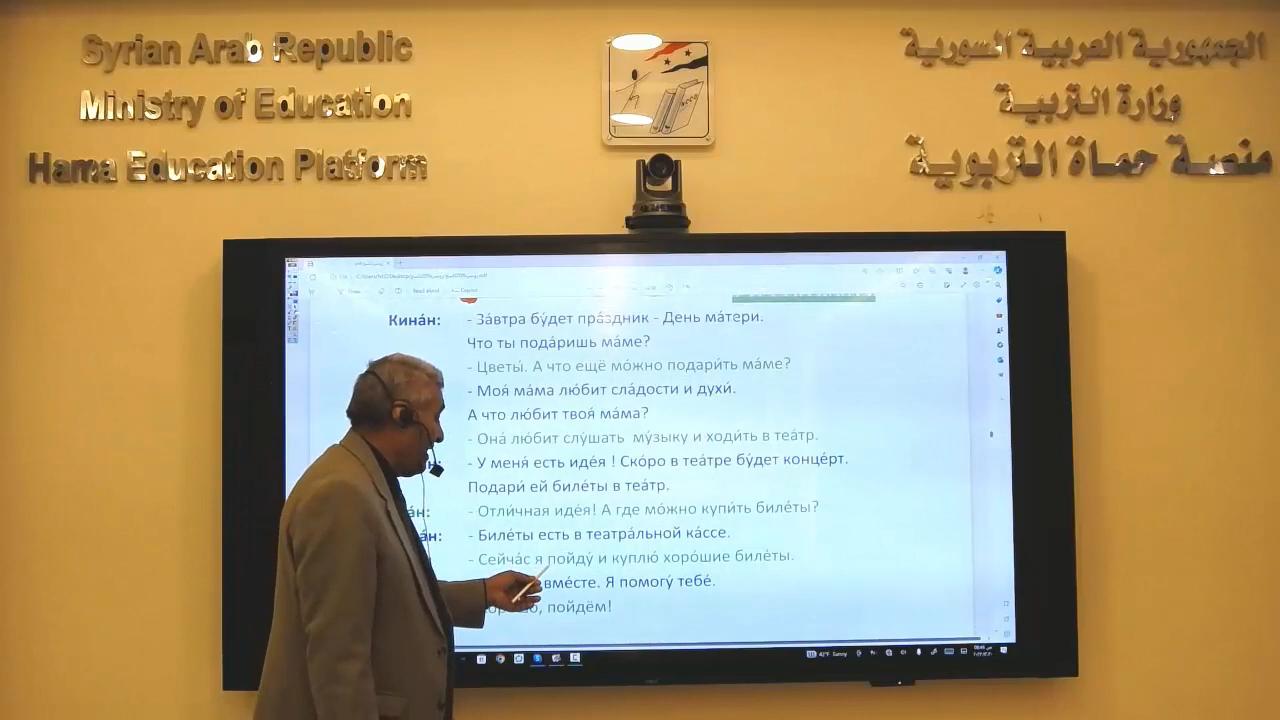 Syrian Arab Republic
Ministry of Education
Hama Education Platform
الجمهورية العربية السورية
وزارة التربية
منصة حماة التربوية
Кина́н: - За́втра бу́дет пра́здник - День ма́тери.
Что ты пода́ришь ма́ме?
- Цветы́. А что ещё мо́жно подари́ть ма́ме?
- Моя́ ма́ма лю́бит сла́дости и духи́.
А что лю́бит твоя́ ма́ма?
- Она́ лю́бит слу́шать му́зыку и ходи́ть в теа́тр.
- У меня́ есть иде́я ! Ско́ро в теа́тре бу́дет конце́рт.
Подари́ ей биле́ты в теа́тр.
а́н: - Отли́чная иде́я! А где мо́жно купи́ть биле́ты?
а́н: - Биле́ты есть в театра́льной ка́ссе.
- Сейча́с я пойду́ и куплю́ хоро́шие биле́ты.
вме́сте. Я помогу́ тебе́.
пойдём!
42°F Sunny